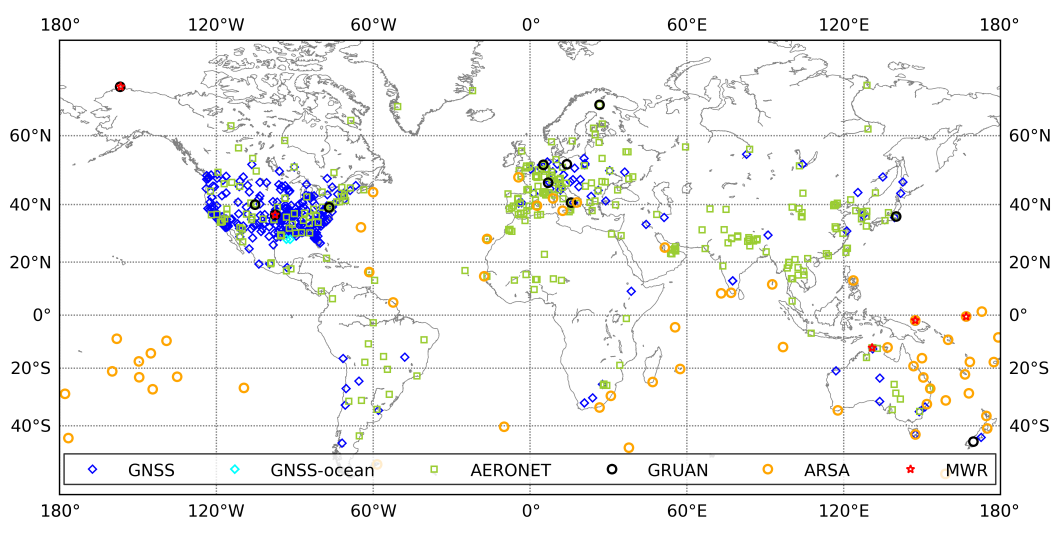 180° 120°W 60°W 0° 60°E 120°E 180°
60°N 60°N
40°N 40°N
20°N 20°N
0° 0°
20°S 20°S
40°S 40°S
GNSS GNSS-ocean AERONET GRUAN ARSA MWR
180° 120°W 60°W 0° 60°E 120°E 180°